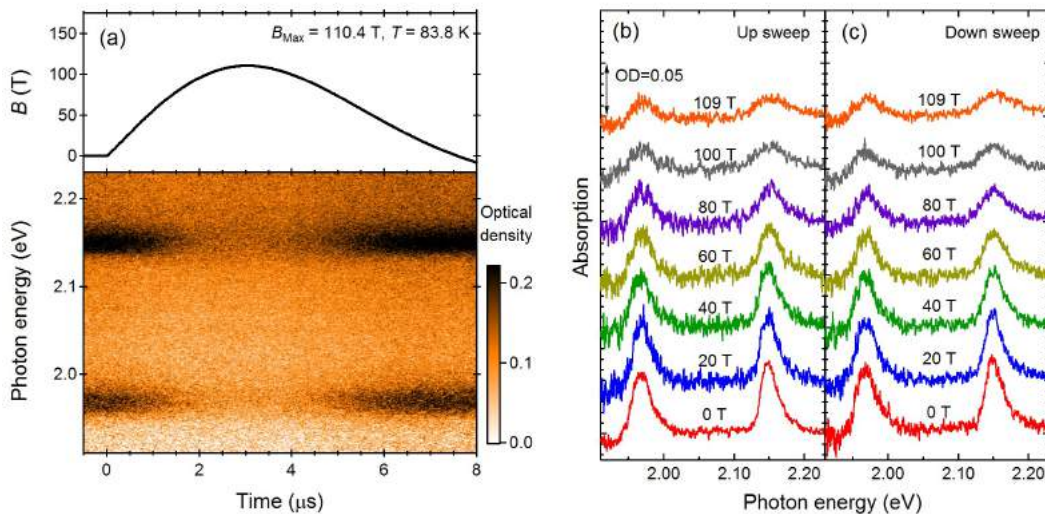 (a)
B_Max = 110.4 T, T = 83.8 K
150
100
50
0
B (T)
2.2
2.1
2.0
Photon energy (eV)
0
2
4
6
8
Time (μs)
Optical
density
0.2
0.1
0.0
(b)
Up sweep
OD=0.05
109 T
100 T
80 T
60 T
40 T
20 T
0 T
Absorption
2.00
2.10
2.20
(c)
Down sweep
109 T
100 T
80 T
60 T
40 T
20 T
0 T
2.00
2.10
2.20
Photon energy (eV)